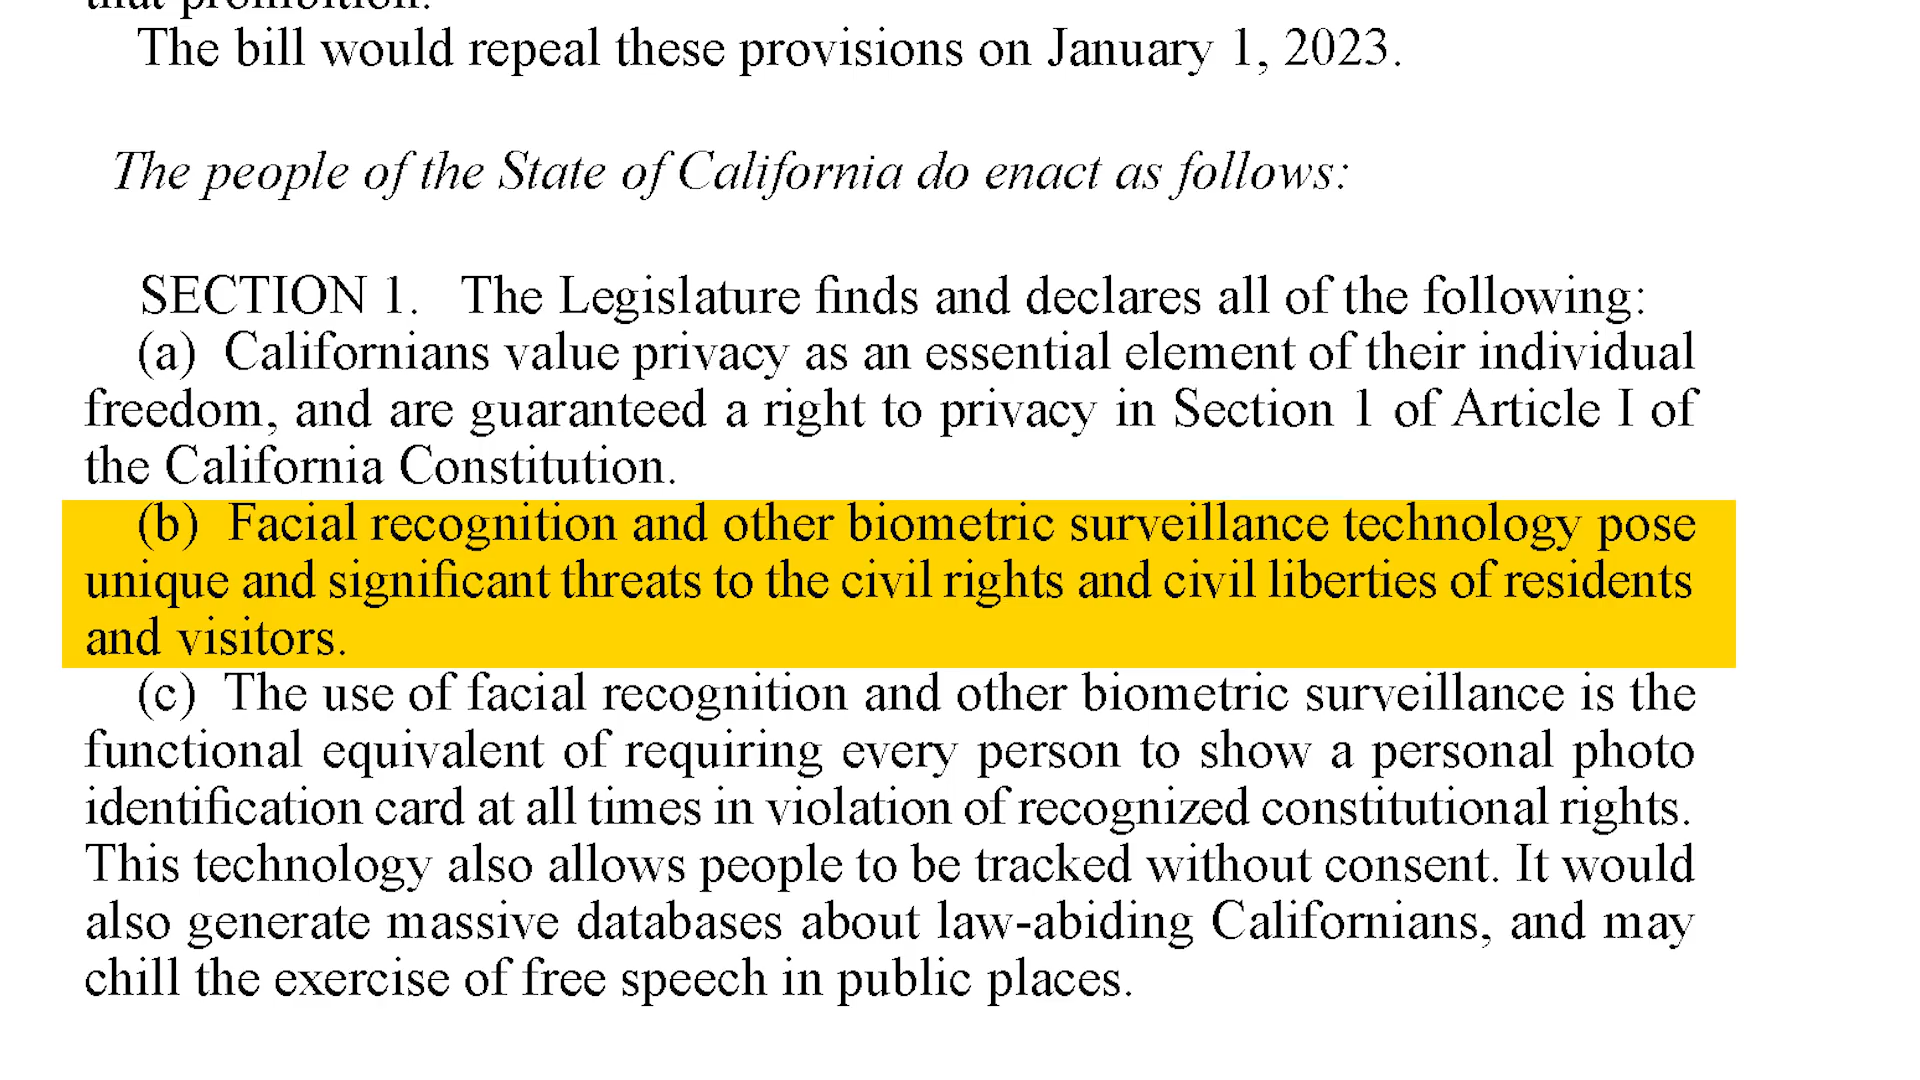 that prohibition.
The bill would repeal these provisions on January 1, 2023.
The people of the State of California do enact as follows:
SECTION 1. The Legislature finds and declares all of the following:
(a) Californians value privacy as an essential element of their individual
freedom, and are guaranteed a right to privacy in Section 1 of Article I of
the California Constitution.
(b) Facial recognition and other biometric surveillance technology pose
unique and significant threats to the civil rights and civil liberties of residents
and visitors.
(c) The use of facial recognition and other biometric surveillance is the
functional equivalent of requiring every person to show a personal photo
identification card at all times in violation of recognized constitutional rights.
This technology also allows people to be tracked without consent. It would
also generate massive databases about law-abiding Californians, and may
chill the exercise of free speech in public places.